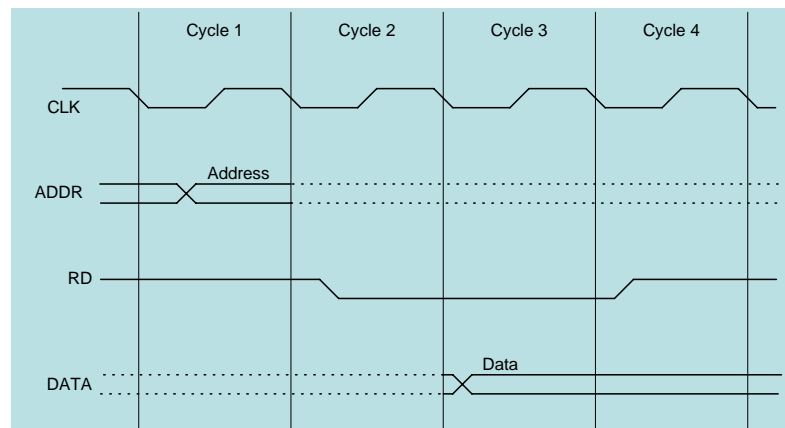 Cycle 1 Cycle 2 Cycle 3 Cycle 4
CLK
Address
ADDR
RD
Data
DATA